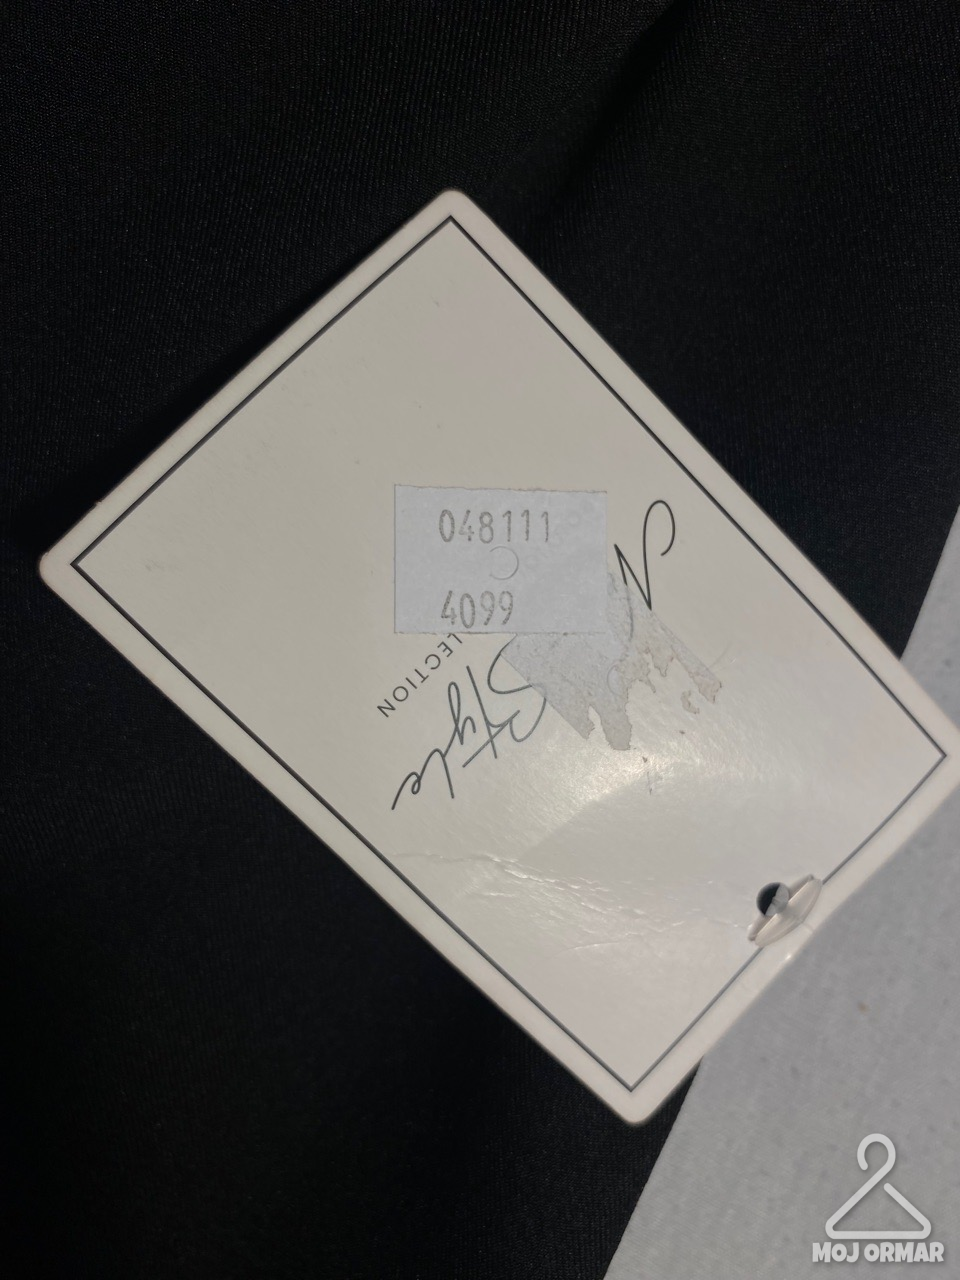 048111
4099
Style
LECTION
MOJ ORMAR